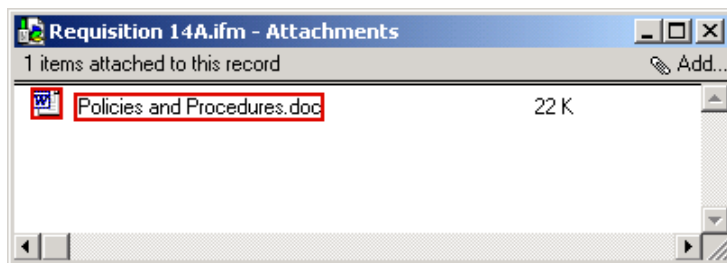 Requisition 14A.ifm - Attachments
1 items attached to this record Add...
Policies and Procedures.doc 22 K